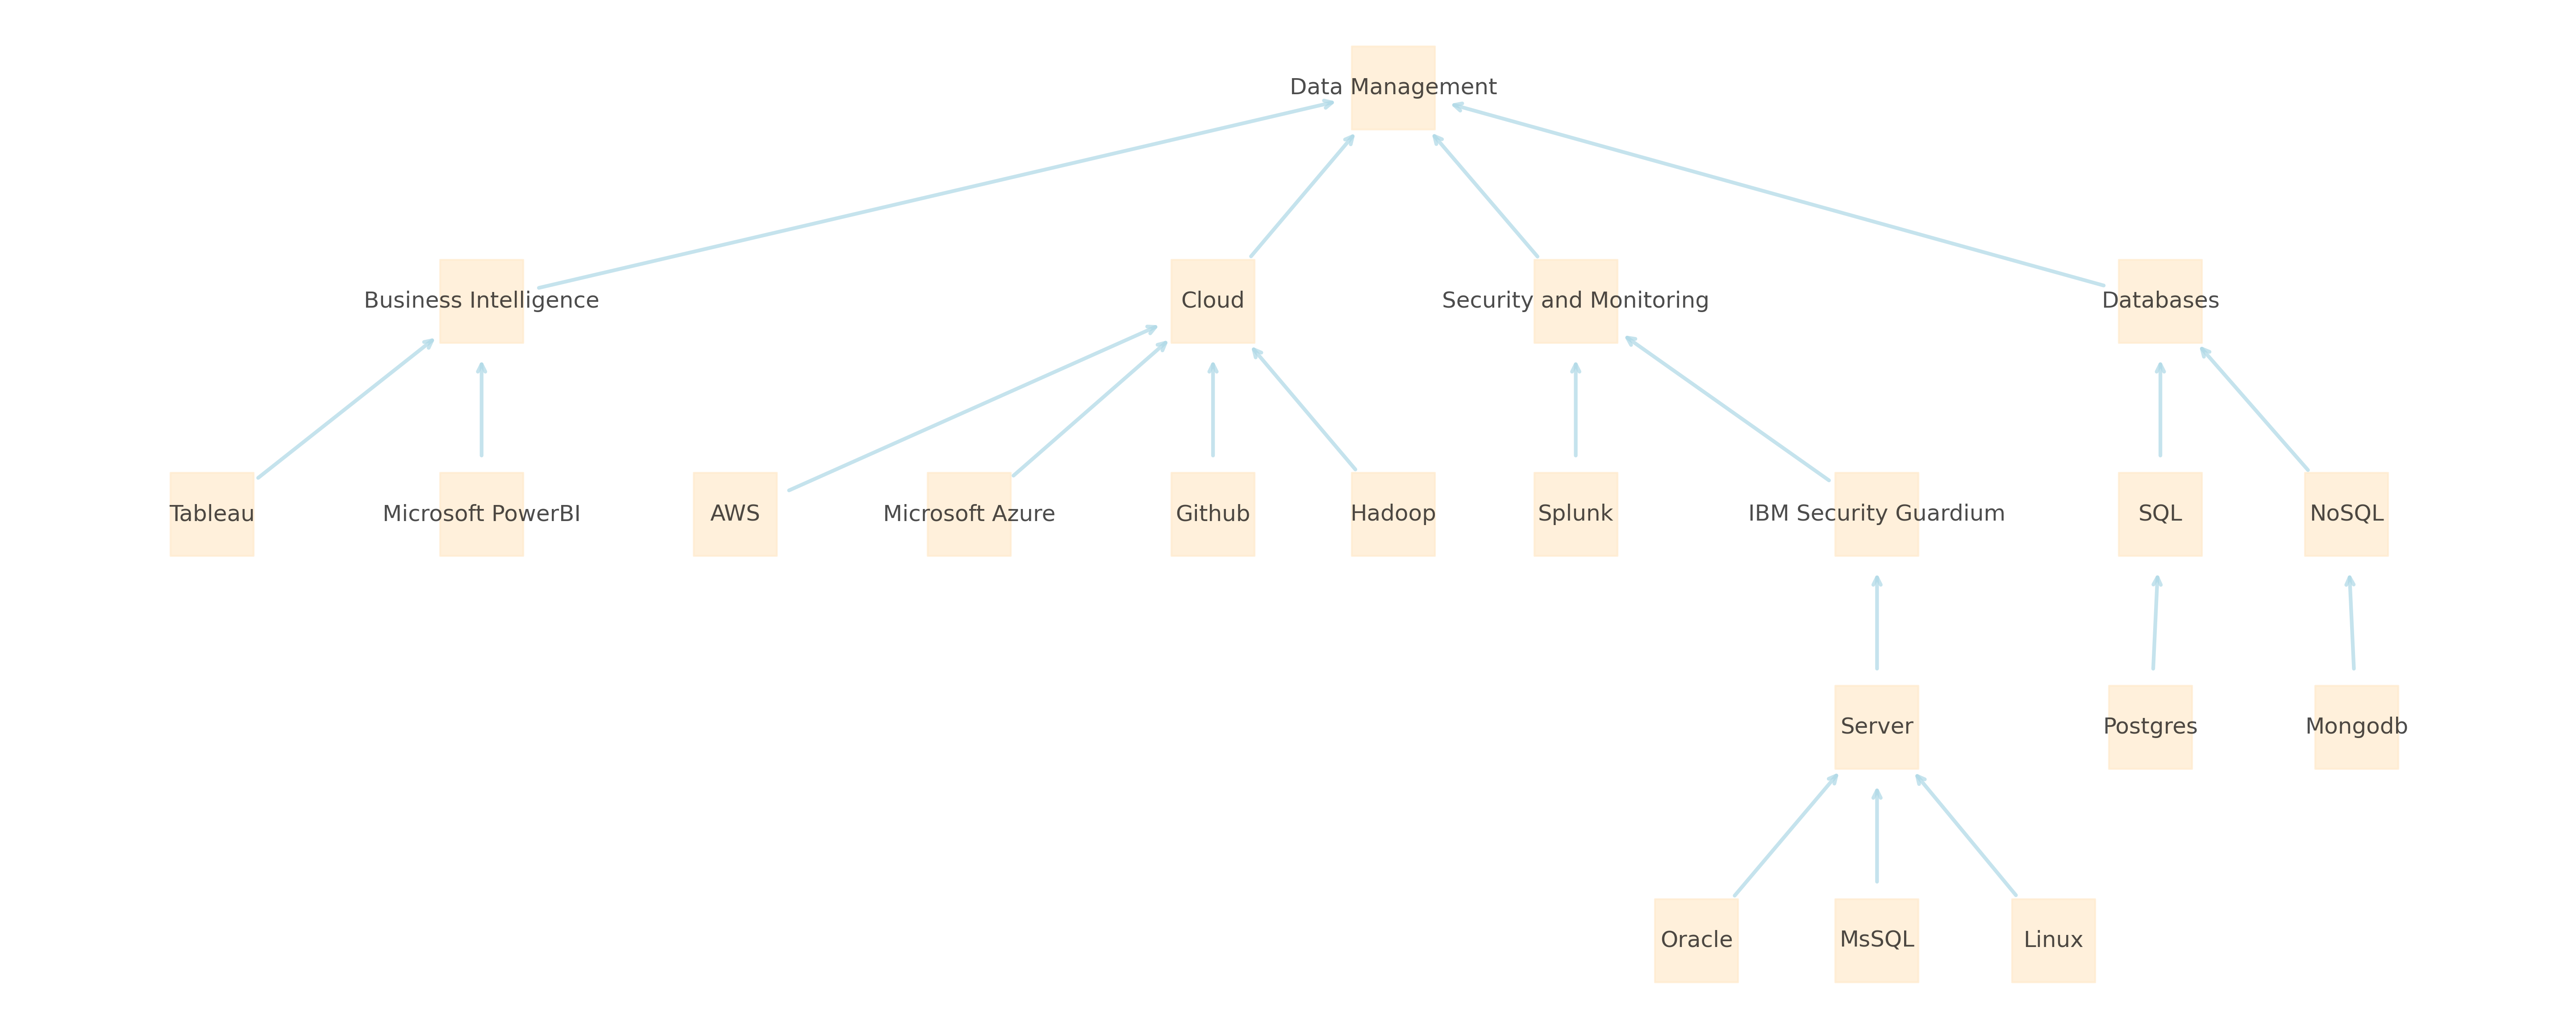 Data Management
Business Intelligence
Cloud
Security and Monitoring
Databases
Tableau
Microsoft PowerBI
AWS
Microsoft Azure
Github
Hadoop
Splunk
IBM Security Guardium
SQL
NoSQL
Server
Postgres
Mongodb
Oracle
MsSQL
Linux